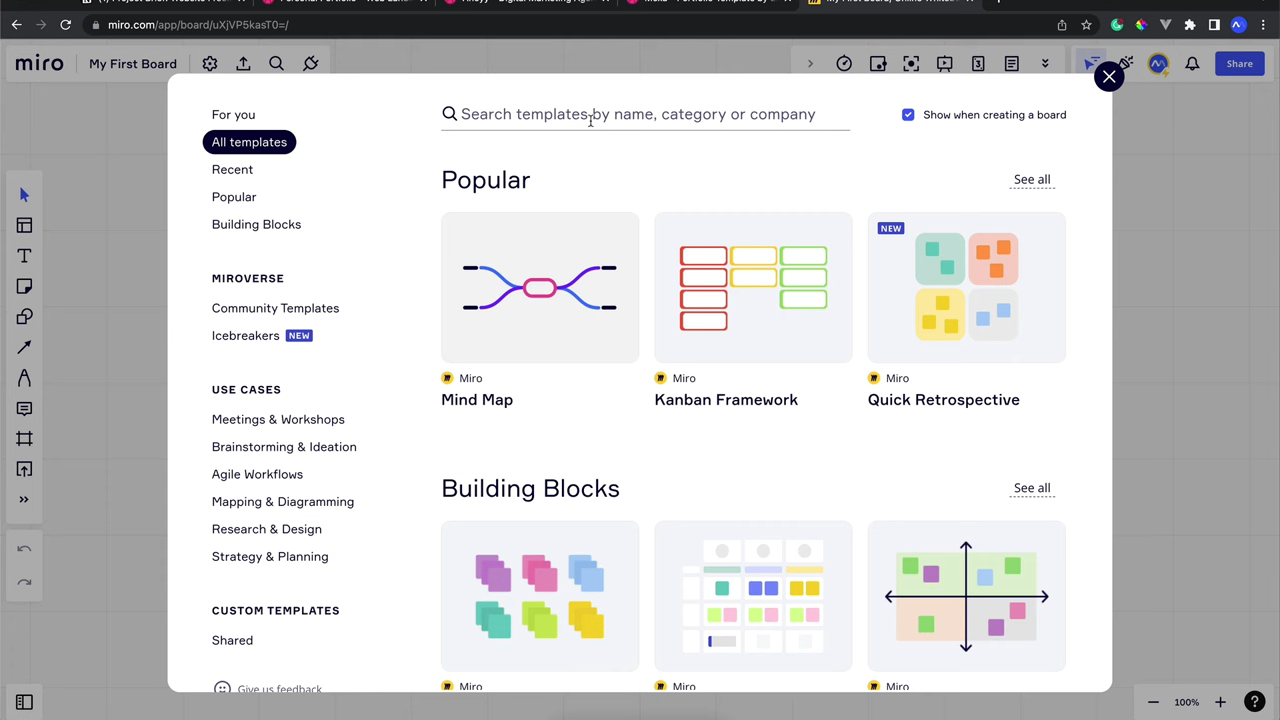 miro.com/app/board/uXjVP5kasT0=/
miro
My First Board
3
Share
For you
All templates
Recent
Popular
Building Blocks
MIROVERSE
Community Templates
Icebreakers NEW
USE CASES
Meetings & Workshops
Brainstorming & Ideation
Agile Workflows
Mapping & Diagramming
Research & Design
Strategy & Planning
CUSTOM TEMPLATES
Shared
Give us feedback
Search templates by name, category or company
Show when creating a board
Popular
See all
NEW
Miro
Mind Map
Miro
Kanban Framework
Miro
Quick Retrospective
Building Blocks
See all
Miro
Miro
Miro
100%